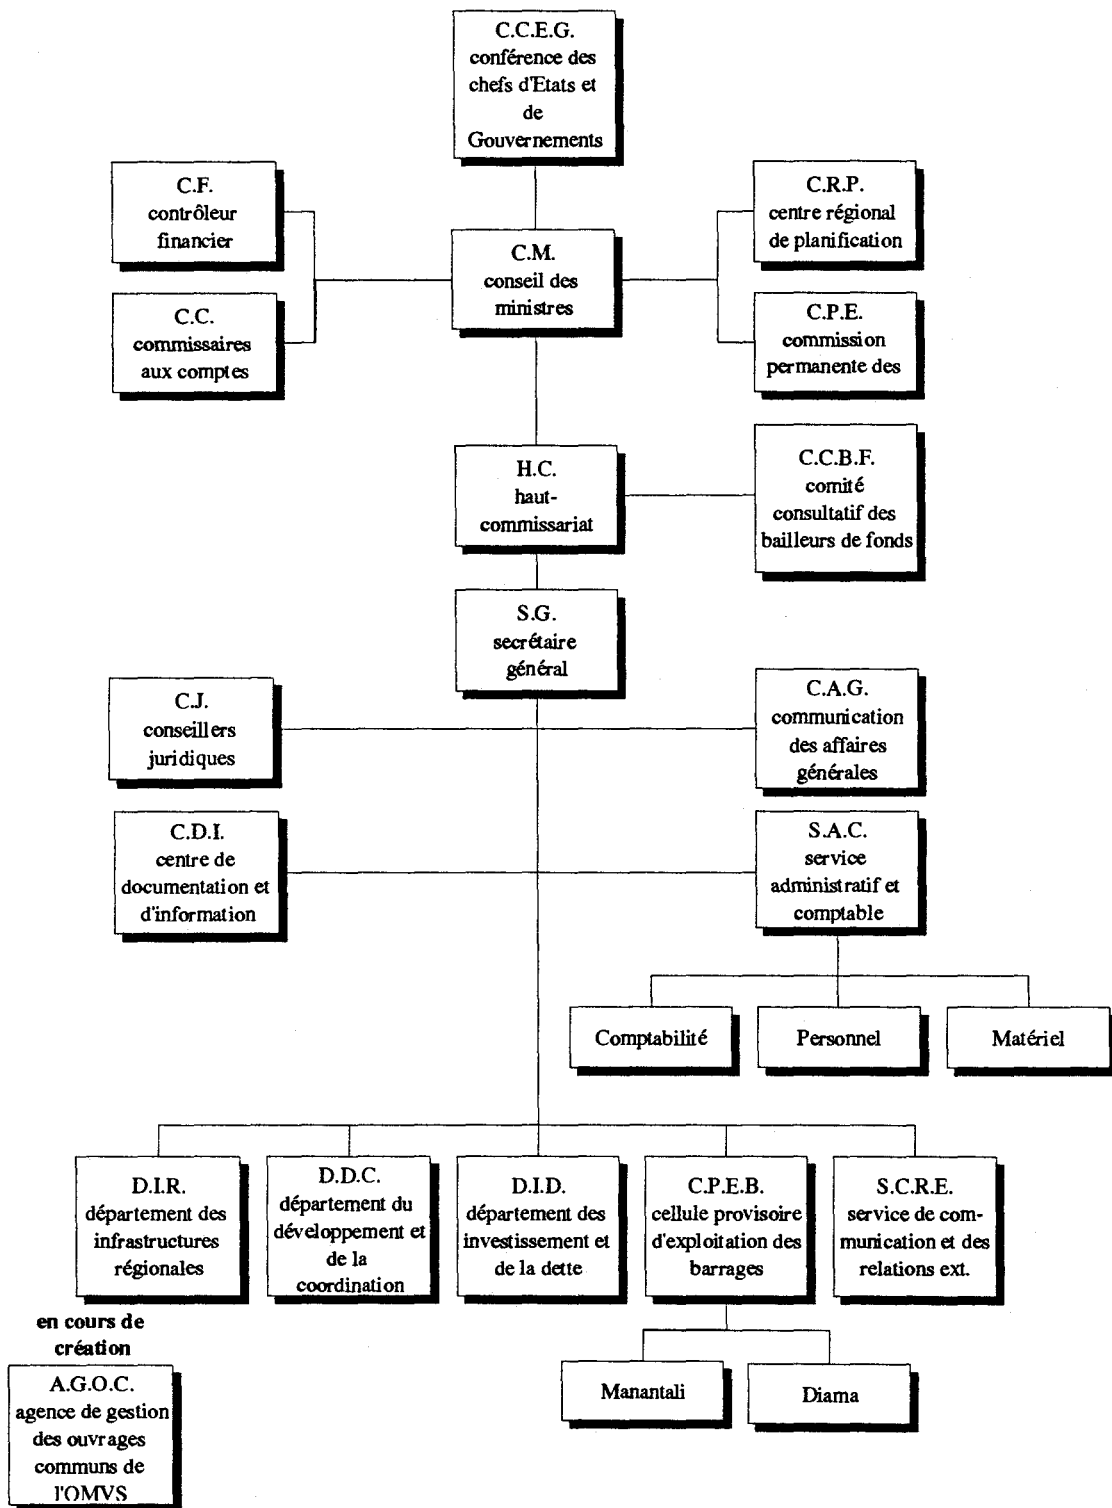 C.C.E.G.
conférence des
chefs d'Etats et
de
Gouvernements
C.F.
contrôleur
financier
C.R.P.
centre régional
de planification
C.M.
conseil des
ministres
C.C.
commissaires
aux comptes
C.P.E.
commission
permanente des
H.C.
haut-
commissariat
C.C.B.F.
comité
consultatif des
bailleurs de fonds
S.G.
secrétaire
général
C.J.
conseillers
juridiques
C.A.G.
communication
des affaires
générales
C.D.I.
centre de
documentation et
d'information
S.A.C.
service
administratif et
comptable
Comptabilité
Personnel
Matériel
D.I.R.
département des
infrastructures
régionales
D.D.C.
département du
développement et
de la
coordination
D.I.D.
département des
investissement et
de la dette
C.P.E.B.
cellule provisoire
d'exploitation des
barrages
S.C.R.E.
service de com-
munication et des
relations ext.
en cours de
création
A.G.O.C.
agence de gestion
des ouvrages
communs de
l'OMVS
Manantali
Diama